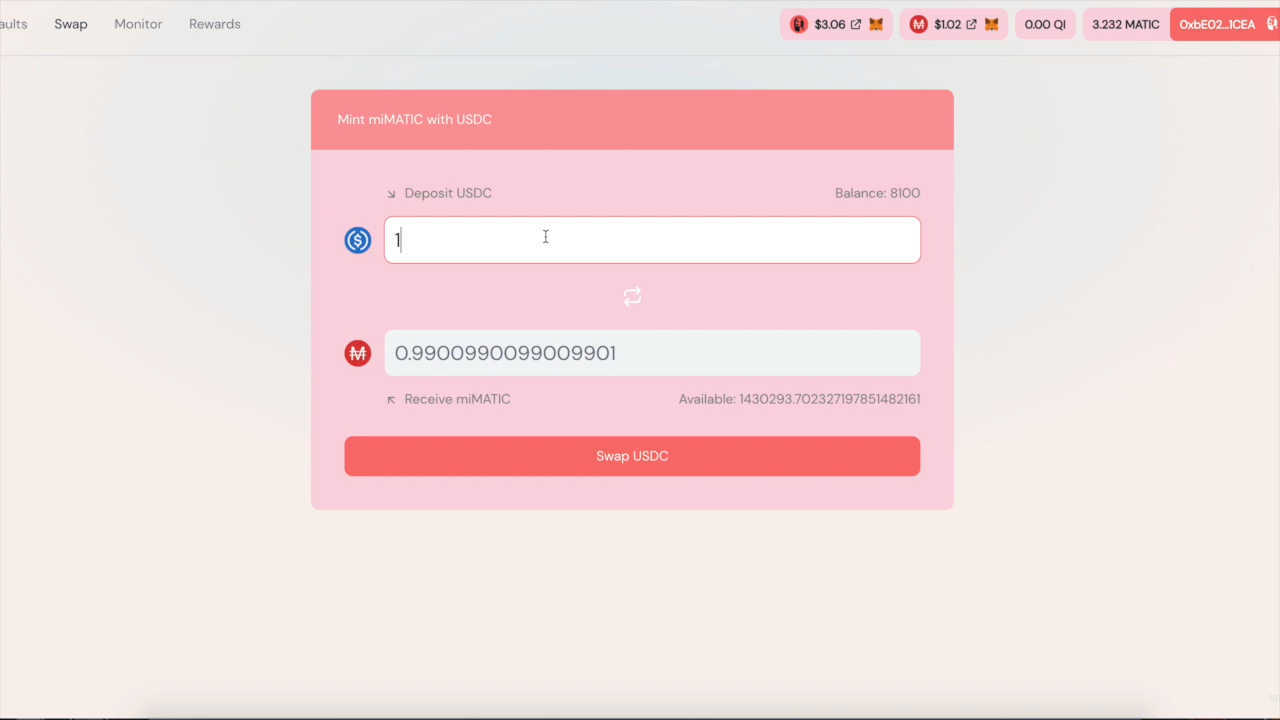 aults Swap Monitor Rewards $3.06 $1.02 0.00 QI 3.232 MATIC 0xbE02...1CEA
Mint miMATIC with USDC
Deposit USDC Balance: 8100
1
0.9900990099009901
Receive miMATIC Available: 1430293.702327197851482161
Swap USDC